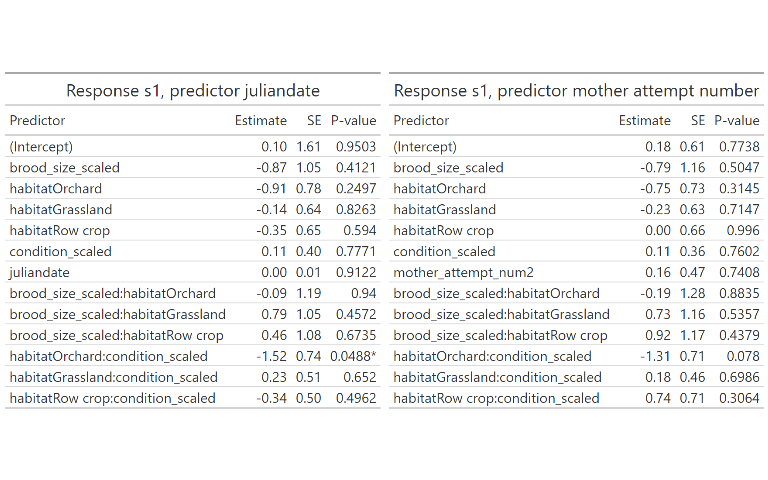 Response s1, predictor juliandate
Predictor Estimate SE P-value
(Intercept) 0.10 1.61 0.9503
brood_size_scaled -0.87 1.05 0.4121
habitatOrchard -0.91 0.78 0.2497
habitatGrassland -0.14 0.64 0.8263
habitatRow crop -0.35 0.65 0.594
condition_scaled 0.11 0.40 0.7771
juliandate 0.00 0.01 0.9122
brood_size_scaled:habitatOrchard -0.09 1.19 0.94
brood_size_scaled:habitatGrassland 0.79 1.05 0.4572
brood_size_scaled:habitatRow crop 0.46 1.08 0.6735
habitatOrchard:condition_scaled -1.52 0.74 0.0488*
habitatGrassland:condition_scaled 0.23 0.51 0.652
habitatRow crop:condition_scaled -0.34 0.50 0.4962
Response s1, predictor mother attempt number
Predictor Estimate SE P-value
(Intercept) 0.18 0.61 0.7738
brood_size_scaled -0.79 1.16 0.5047
habitatOrchard -0.75 0.73 0.3145
habitatGrassland -0.23 0.63 0.7147
habitatRow crop 0.00 0.66 0.996
condition_scaled 0.11 0.36 0.7602
mother_attempt_num2 0.16 0.47 0.7408
brood_size_scaled:habitatOrchard -0.19 1.28 0.8835
brood_size_scaled:habitatGrassland 0.73 1.16 0.5357
brood_size_scaled:habitatRow crop 0.92 1.17 0.4379
habitatOrchard:condition_scaled -1.31 0.71 0.078
habitatGrassland:condition_scaled 0.18 0.46 0.6986
habitatRow crop:condition_scaled 0.74 0.71 0.3064